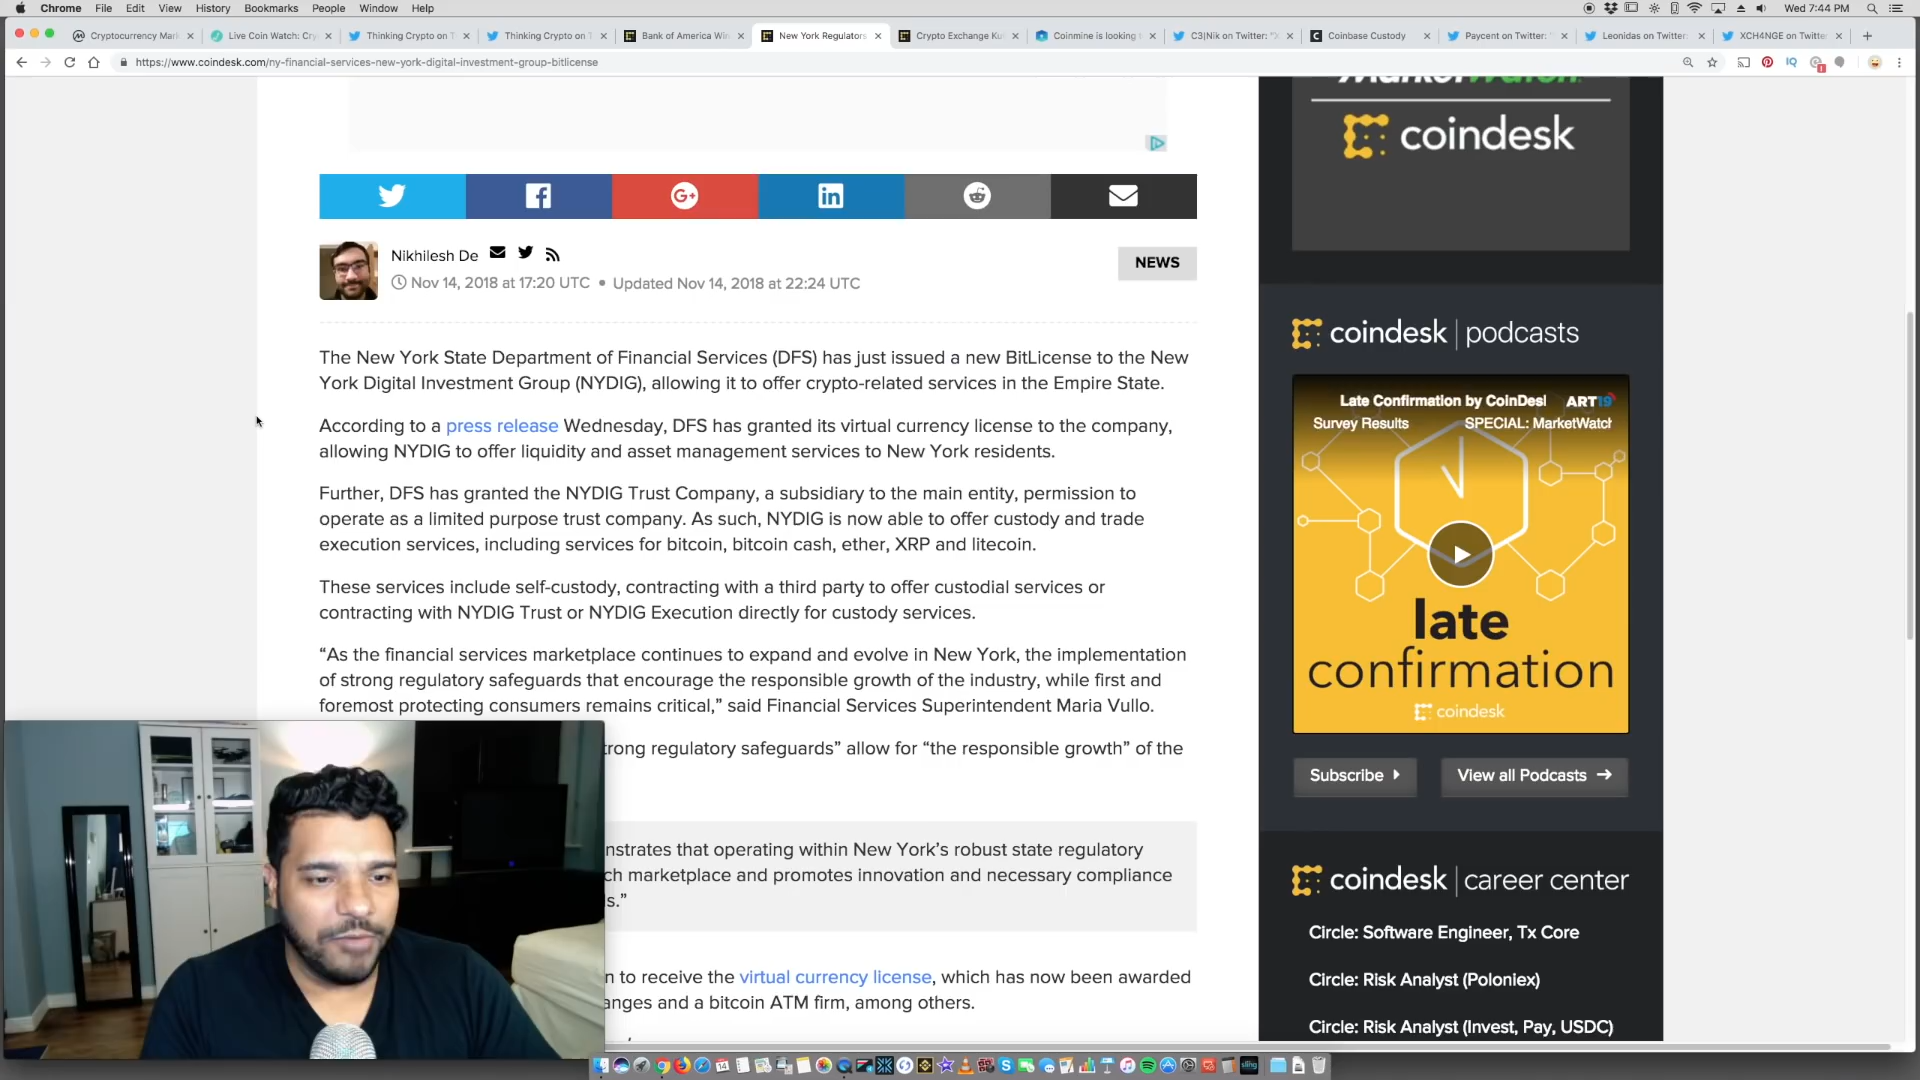 Chrome File Edit View History Bookmarks People Window Help
Wed 7:44 PM
Cryptocurrency Mark
Live Coin Watch: Cry
Thinking Crypto on T
Thinking Crypto on T
Bank of America Win
New York Regulators
Crypto Exchange Ku
Coinmine is looking
C3|Nik on Twitter: "X
Coinbase Custody
Paycent on Twitter: "
Leonidas on Twitter:
XCH4NGE on Twitter
https://www.coindesk.com/ny-financial-services-new-york-digital-investment-group-bitlicense
MarketWatch
coindesk
Nikhilesh De
Nov 14, 2018 at 17:20 UTC • Updated Nov 14, 2018 at 22:24 UTC
NEWS
The New York State Department of Financial Services (DFS) has just issued a new BitLicense to the New
York Digital Investment Group (NYDIG), allowing it to offer crypto-related services in the Empire State.
According to a press release Wednesday, DFS has granted its virtual currency license to the company,
allowing NYDIG to offer liquidity and asset management services to New York residents.
Further, DFS has granted the NYDIG Trust Company, a subsidiary to the main entity, permission to
operate as a limited purpose trust company. As such, NYDIG is now able to offer custody and trade
execution services, including services for bitcoin, bitcoin cash, ether, XRP and litecoin.
These services include self-custody, contracting with a third party to offer custodial services or
contracting with NYDIG Trust or NYDIG Execution directly for custody services.
“As the financial services marketplace continues to expand and evolve in New York, the implementation
of strong regulatory safeguards that encourage the responsible growth of the industry, while first and
foremost protecting consumers remains critical,” said Financial Services Superintendent Maria Vullo.
trong regulatory safeguards” allow for “the responsible growth” of the
nstrates that operating within New York’s robust state regulatory
ch marketplace and promotes innovation and necessary compliance
s.”
n to receive the virtual currency license, which has now been awarded
anges and a bitcoin ATM firm, among others.
coindesk | podcasts
Late Confirmation by CoinDesk ART19
Survey Results SPECIAL: MarketWatch
late
confirmation
coindesk
Subscribe
View all Podcasts
coindesk | career center
Circle: Software Engineer, Tx Core
Circle: Risk Analyst (Poloniex)
Circle: Risk Analyst (Invest, Pay, USDC)